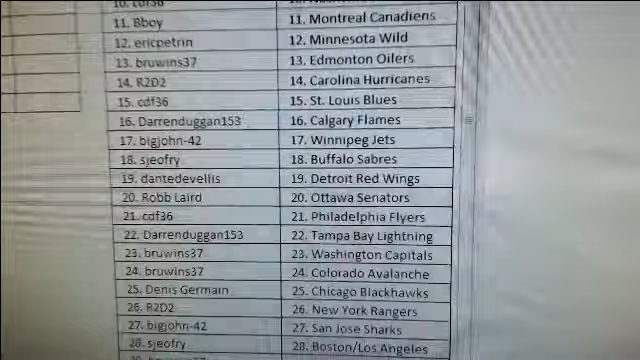 11. Bboy 11. Montreal Canadiens
12. ericpetrin 12. Minnesota Wild
13. bruwins37 13. Edmonton Oilers
14. R2D2 14. Carolina Hurricanes
15. cdf36 15. St. Louis Blues
16. Darrenduggan153 16. Calgary Flames
17. bigjohn-42 17. Winnipeg Jets
18. sjeofry 18. Buffalo Sabres
19. dantedevellis 19. Detroit Red Wings
20. Robb Laird 20. Ottawa Senators
21. cdf36 21. Philadelphia Flyers
22. Darrenduggan153 22. Tampa Bay Lightning
23. bruwins37 23. Washington Capitals
24. bruwins37 24. Colorado Avalanche
25. Denis Germain 25. Chicago Blackhawks
26. R2D2 26. New York Rangers
27. bigjohn-42 27. San Jose Sharks
28. sjeofry 28. Boston/Los Angeles